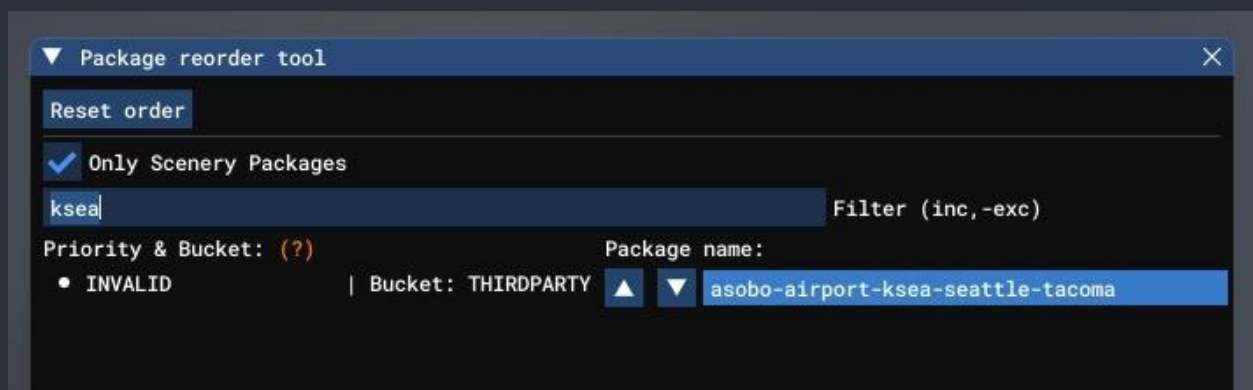 Package reorder tool
Reset order
Only Scenery Packages
ksea
Filter (inc,-exc)
Priority & Bucket: (?)
Package name:
INVALID | Bucket: THIRDPARTY
asobo-airport-ksea-seattle-tacoma